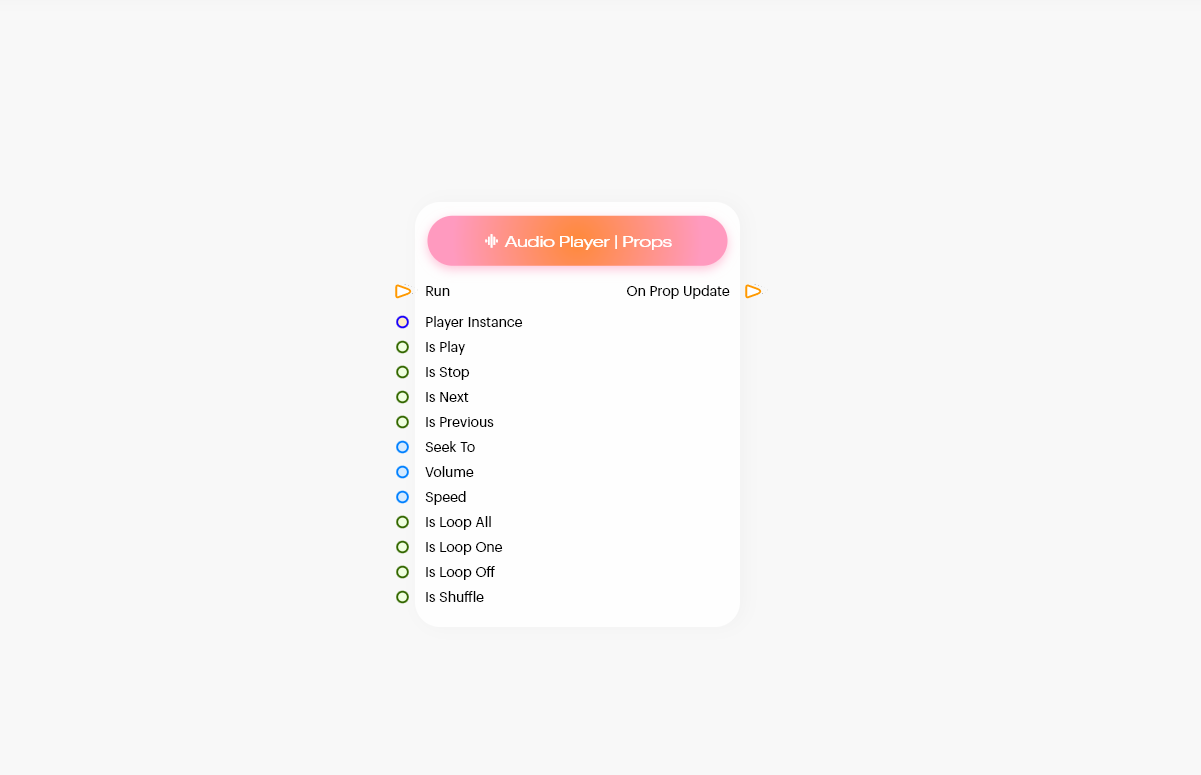 Audio Player | Props
Run
On Prop Update
Player Instance
Is Play
Is Stop
Is Next
Is Previous
Seek To
Volume
Speed
Is Loop All
Is Loop One
Is Loop Off
Is Shuffle